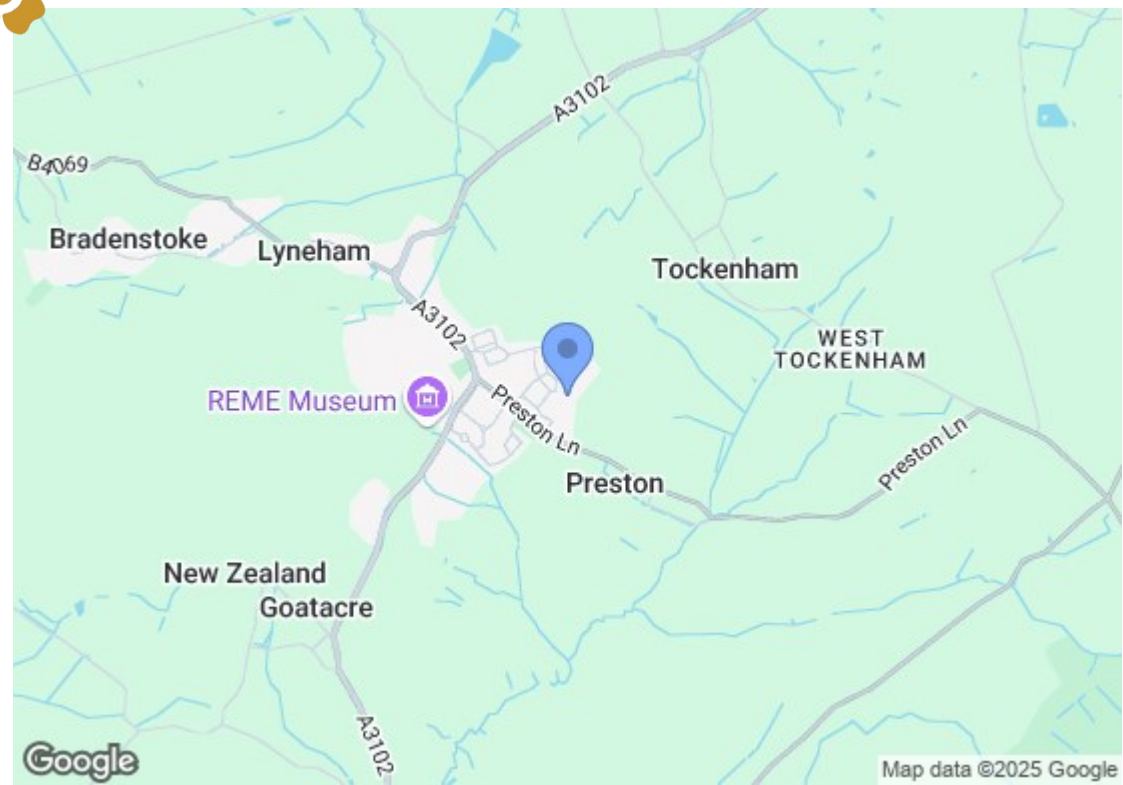 A3102
B4069
Bradenstoke
Lyneham
Tockenham
A3102
WEST
TOCKENHAM
REME Museum
Preston Ln
Preston Ln
Preston
New Zealand
Goatacre
A3102
Google
Map data ©2025 Google